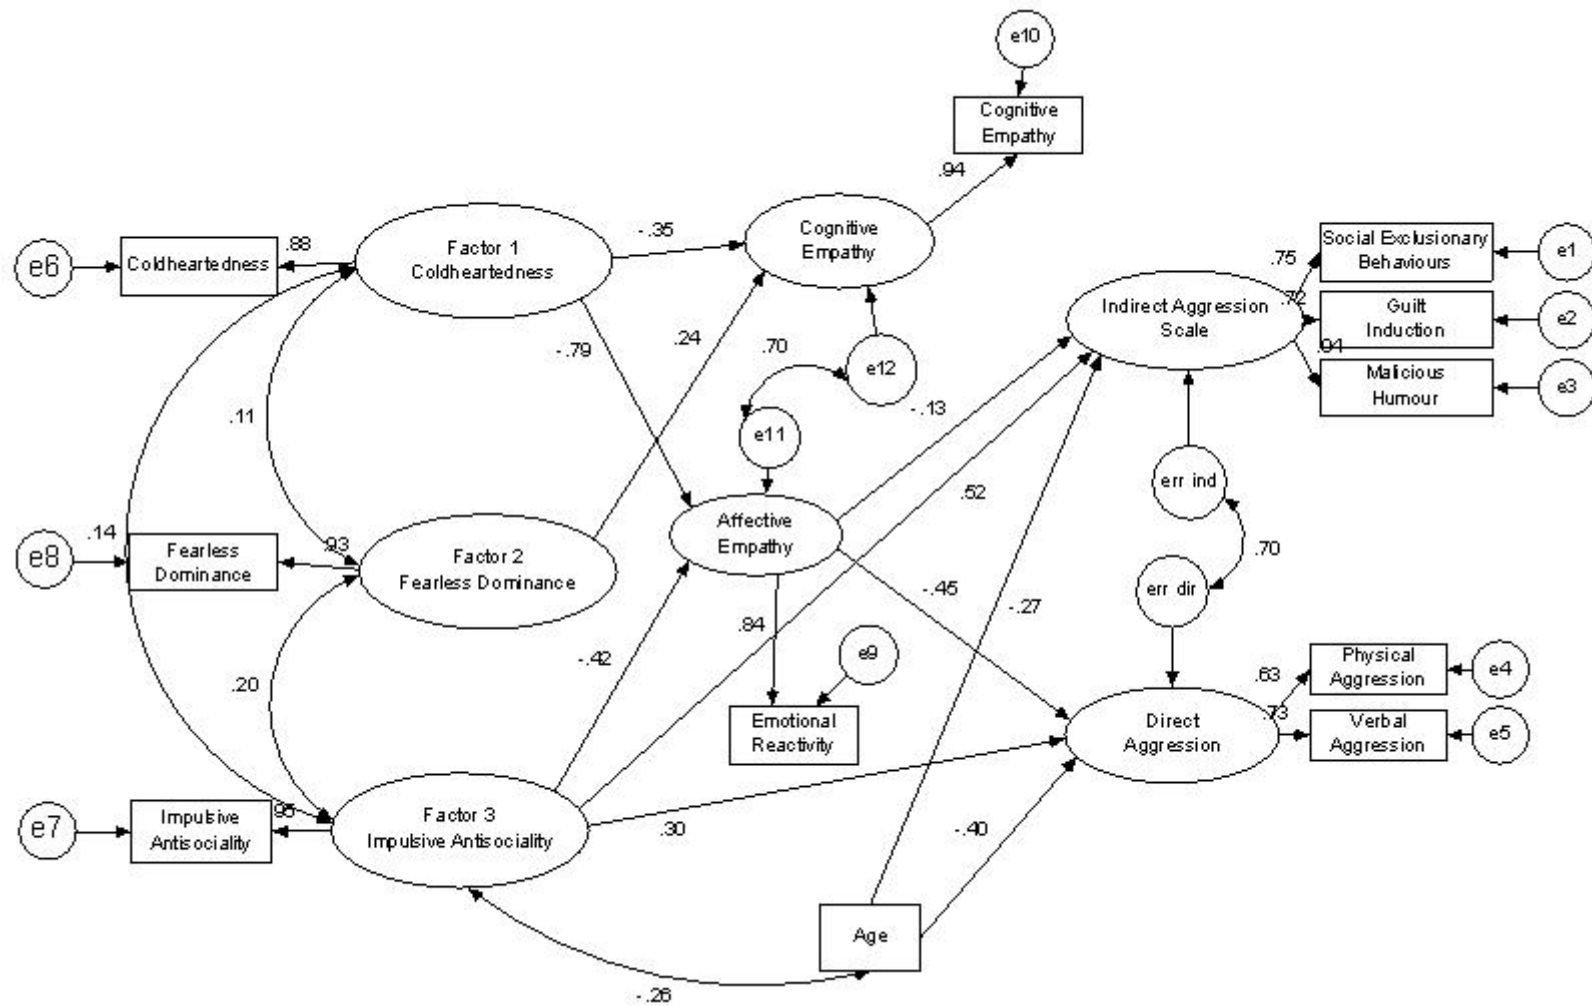 e10
Cognitive
Empathy
.94
e6
Coldheartedness
.88
Factor 1
Coldheartedness
-.35
Cognitive
Empathy
Social Exclusionary
Behaviours
e1
.75
Indirect Aggression
Scale
.72
Guilt
Induction
e2
.94
Malicious
Humour
e3
-.79
.24
.70
e12
-.13
.11
e11
.52
err ind
.14
e8
Fearless
Dominance
.93
Factor 2
Fearless Dominance
Affective
Empathy
.70
err dir
-.45
-.27
.84
-.42
e9
.20
Emotional
Reactivity
Direct
Aggression
.63
Physical
Aggression
e4
.73
Verbal
Aggression
e5
e7
Impulsive
Antisociality
.95
Factor 3
Impulsive Antisociality
.30
-.40
Age
-.26